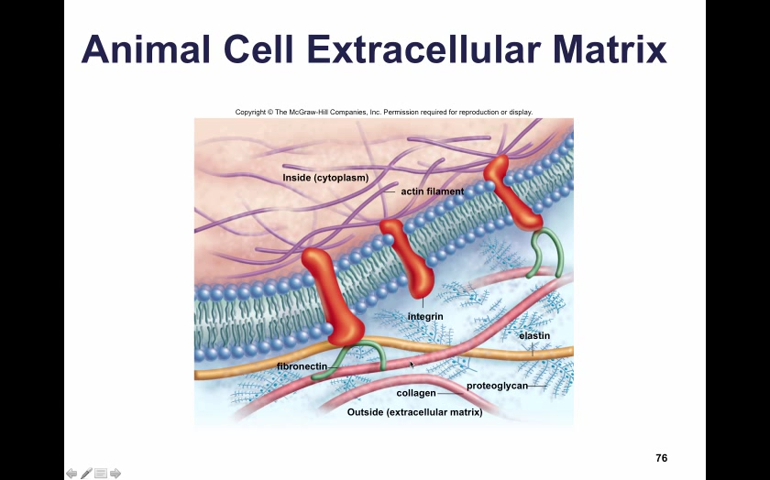 Animal Cell Extracellular Matrix
Copyright © The McGraw-Hill Companies, Inc. Permission required for reproduction or display.
Inside (cytoplasm)
actin filament
integrin
elastin
fibronectin
proteoglycan
collagen
Outside (extracellular matrix)
76